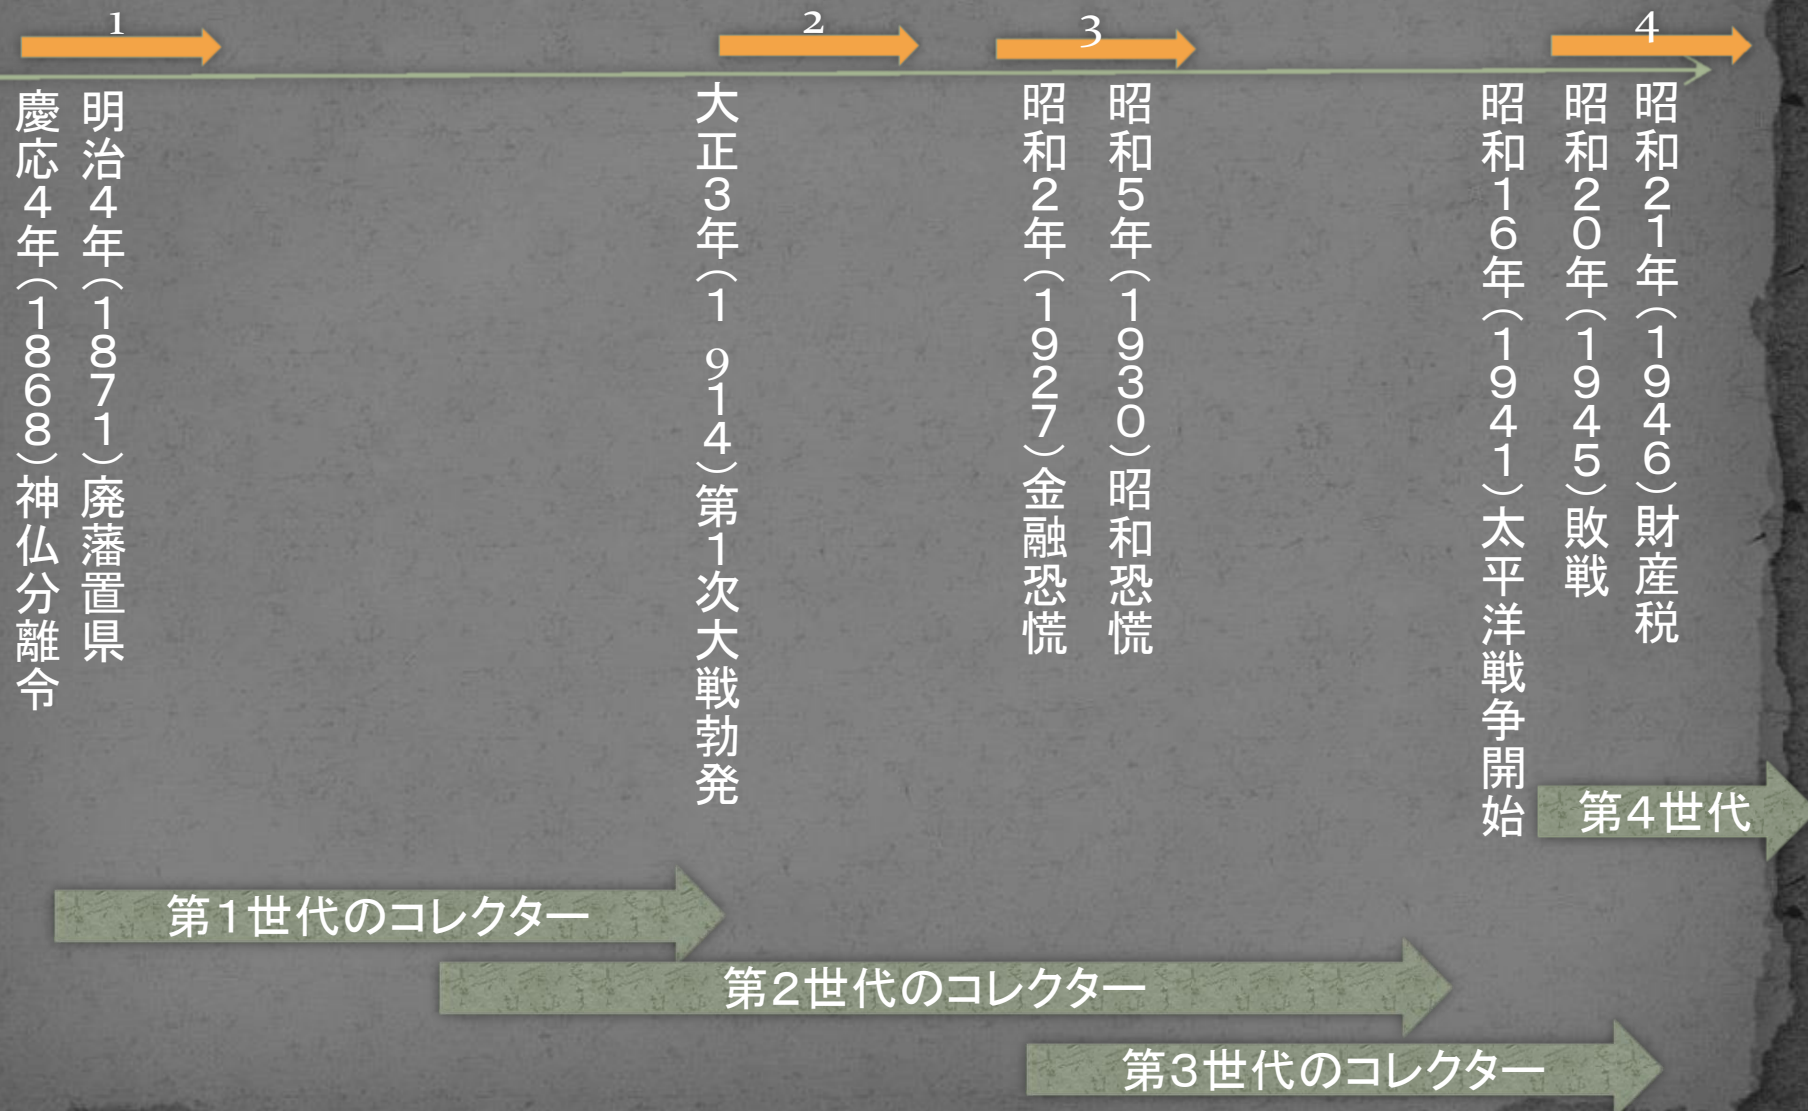 1
2
3
4
慶応４年（１８６８）神仏分離令
明治４年（１８７１）廃藩置県
大正３年（１ 9１４）第１次大戦勃発
昭和２年（１９２７）金融恐慌
昭和５年（１９３０）昭和恐慌
昭和１６年（１９４１）太平洋戦争開始
昭和２０年（１９４５）敗戦
昭和２１年（１９４６）財産税
第４世代
第１世代のコレクター
第２世代のコレクター
第３世代のコレクター